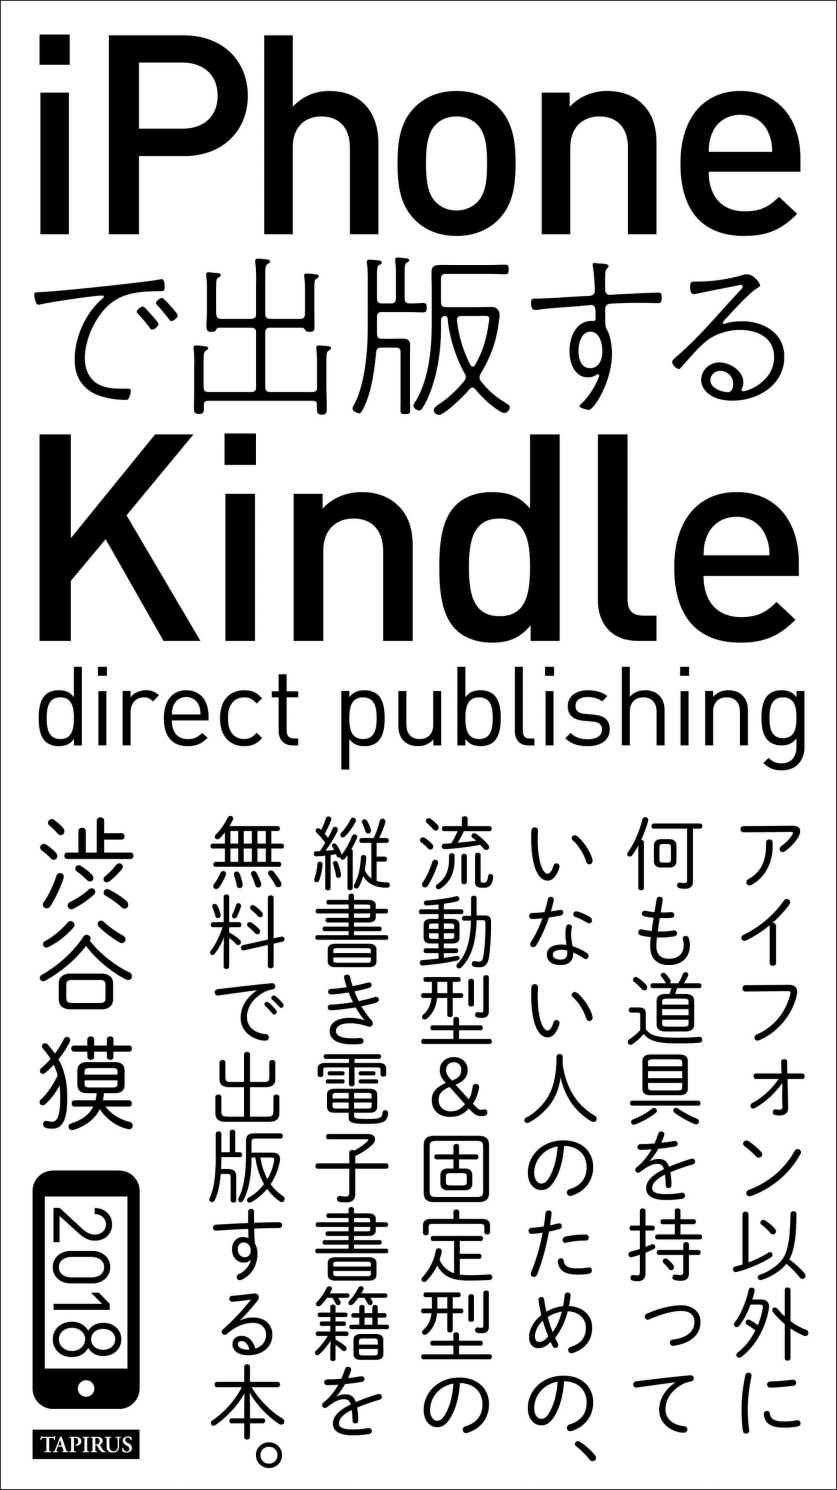 iPhone
で出版する
Kindle
direct publishing
アイフォン以外に
何も道具を持って
いない人のための、
流動型&固定型の
縦書き電子書籍を
無料で出版する本。
渋谷 獏
2018
TAPIRUS